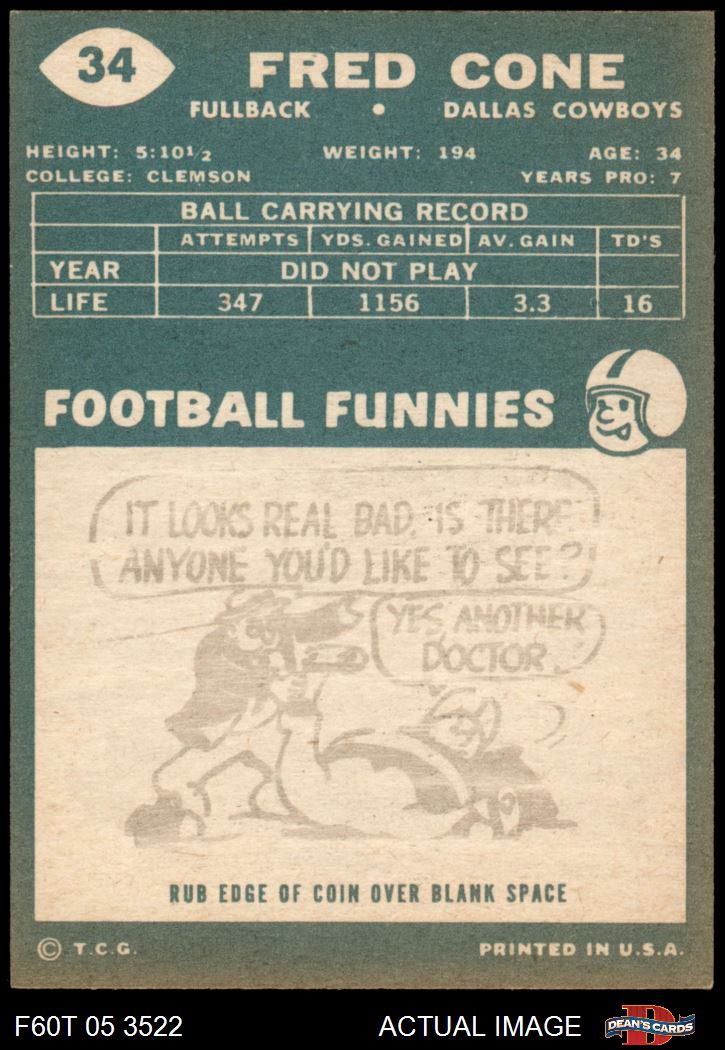 34
FRED CONE
FULLBACK • DALLAS COWBOYS
HEIGHT: 5:10½ WEIGHT: 194 AGE: 34
COLLEGE: CLEMSON YEARS PRO: 7
BALL CARRYING RECORD
ATTEMPTS YDS. GAINED AV. GAIN TD'S
YEAR DID NOT PLAY
LIFE 347 1156 3.3 16
FOOTBALL FUNNIES
IT LOOKS REAL BAD. IS THERE
ANYONE YOU'D LIKE TO SEE?
YES ANOTHER
DOCTOR.
RUB EDGE OF COIN OVER BLANK SPACE
© T.C.G. PRINTED IN U.S.A.
F60T 05 3522 ACTUAL IMAGE
D
DEAN'S CARDS